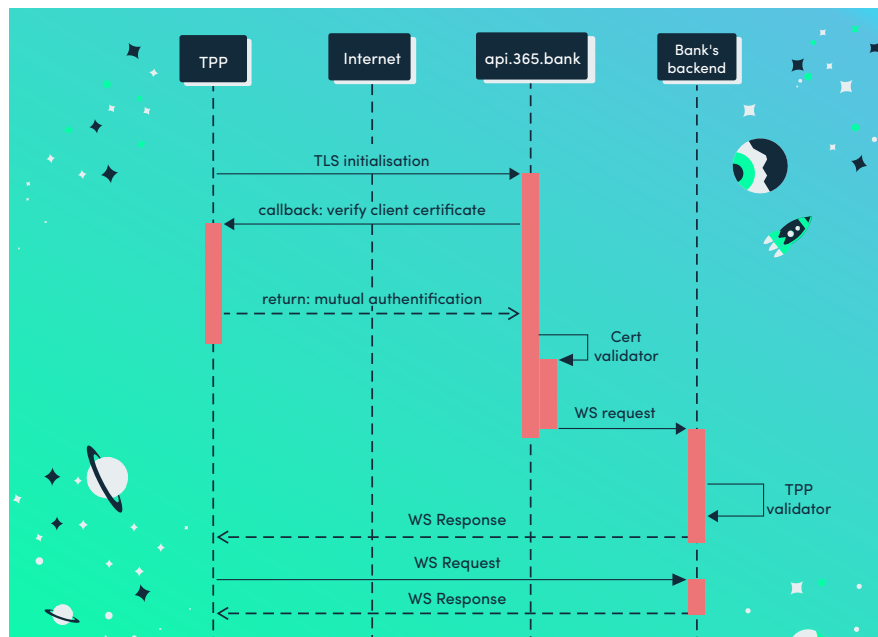 TPP
Internet
api.365.bank
Bank's
backend
TLS initialisation
callback: verify client certificate
return: mutual authentification
Cert
validator
WS request
TPP
validator
WS Response
WS Request
WS Response